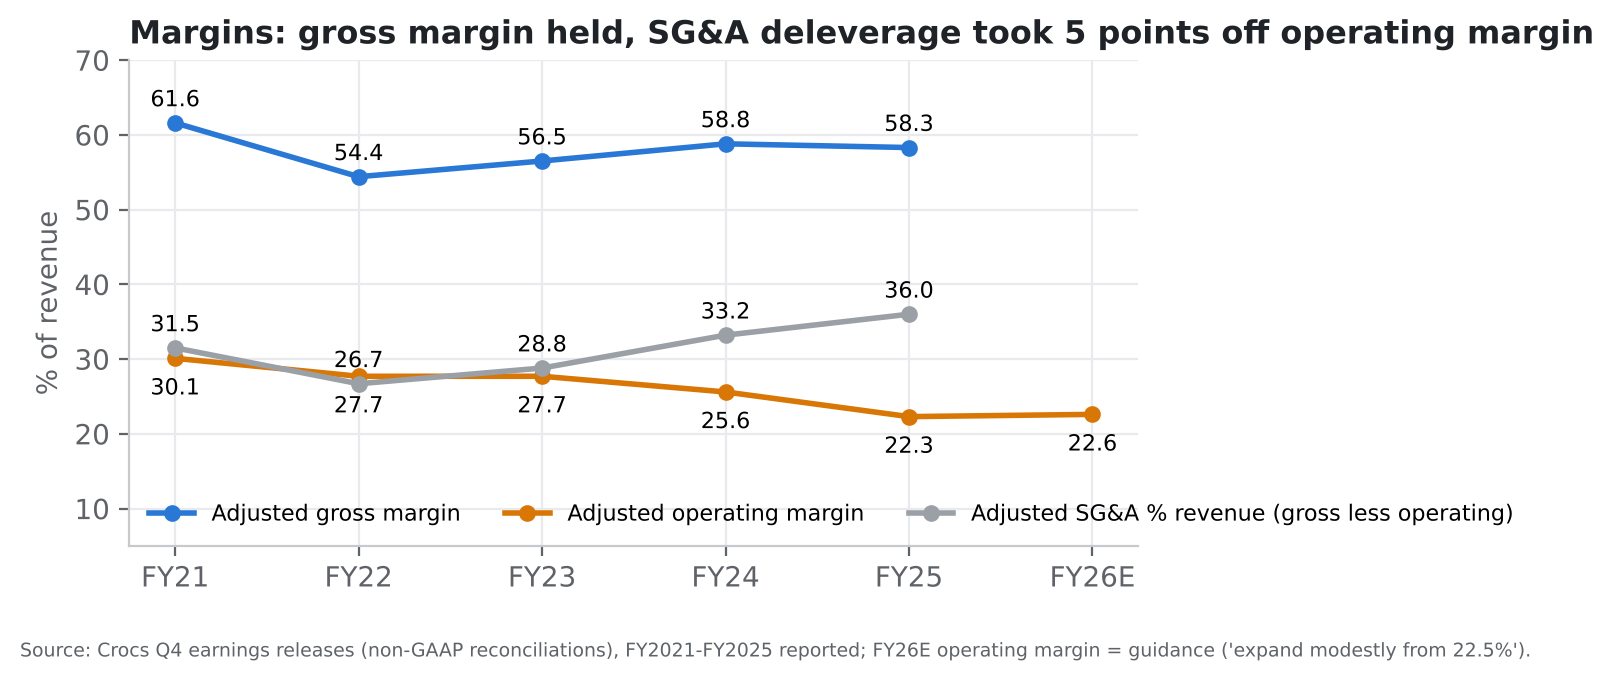 Margins: gross margin held, SG&A deleverage took 5 points off operating margin
% of revenue
70
60
50
40
30
20
10
61.6
54.4
56.5
58.8
58.3
31.5
26.7
28.8
33.2
36.0
30.1
27.7
27.7
25.6
22.3
22.6
Adjusted gross margin
Adjusted operating margin
Adjusted SG&A % revenue (gross less operating)
FY21
FY22
FY23
FY24
FY25
FY26E
Source: Crocs Q4 earnings releases (non-GAAP reconciliations), FY2021-FY2025 reported; FY26E operating margin = guidance ('expand modestly from 22.5%').